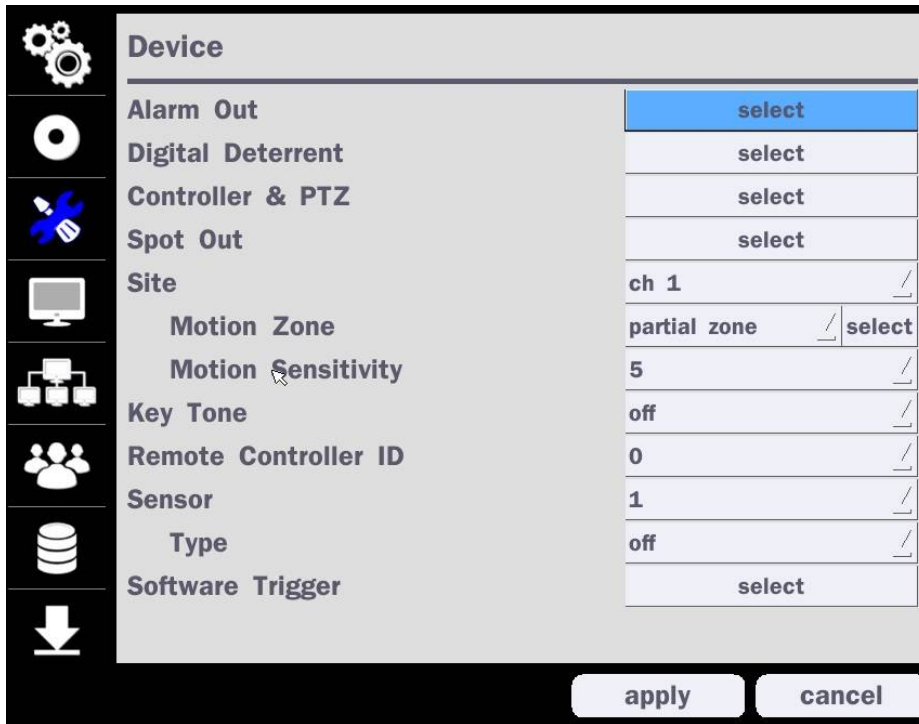 Device
Alarm Out select
Digital Deterrent select
Controller & PTZ select
Spot Out select
Site ch 1
Motion Zone partial zone select
Motion Sensitivity 5
Key Tone off
Remote Controller ID 0
Sensor 1
Type off
Software Trigger select
apply cancel